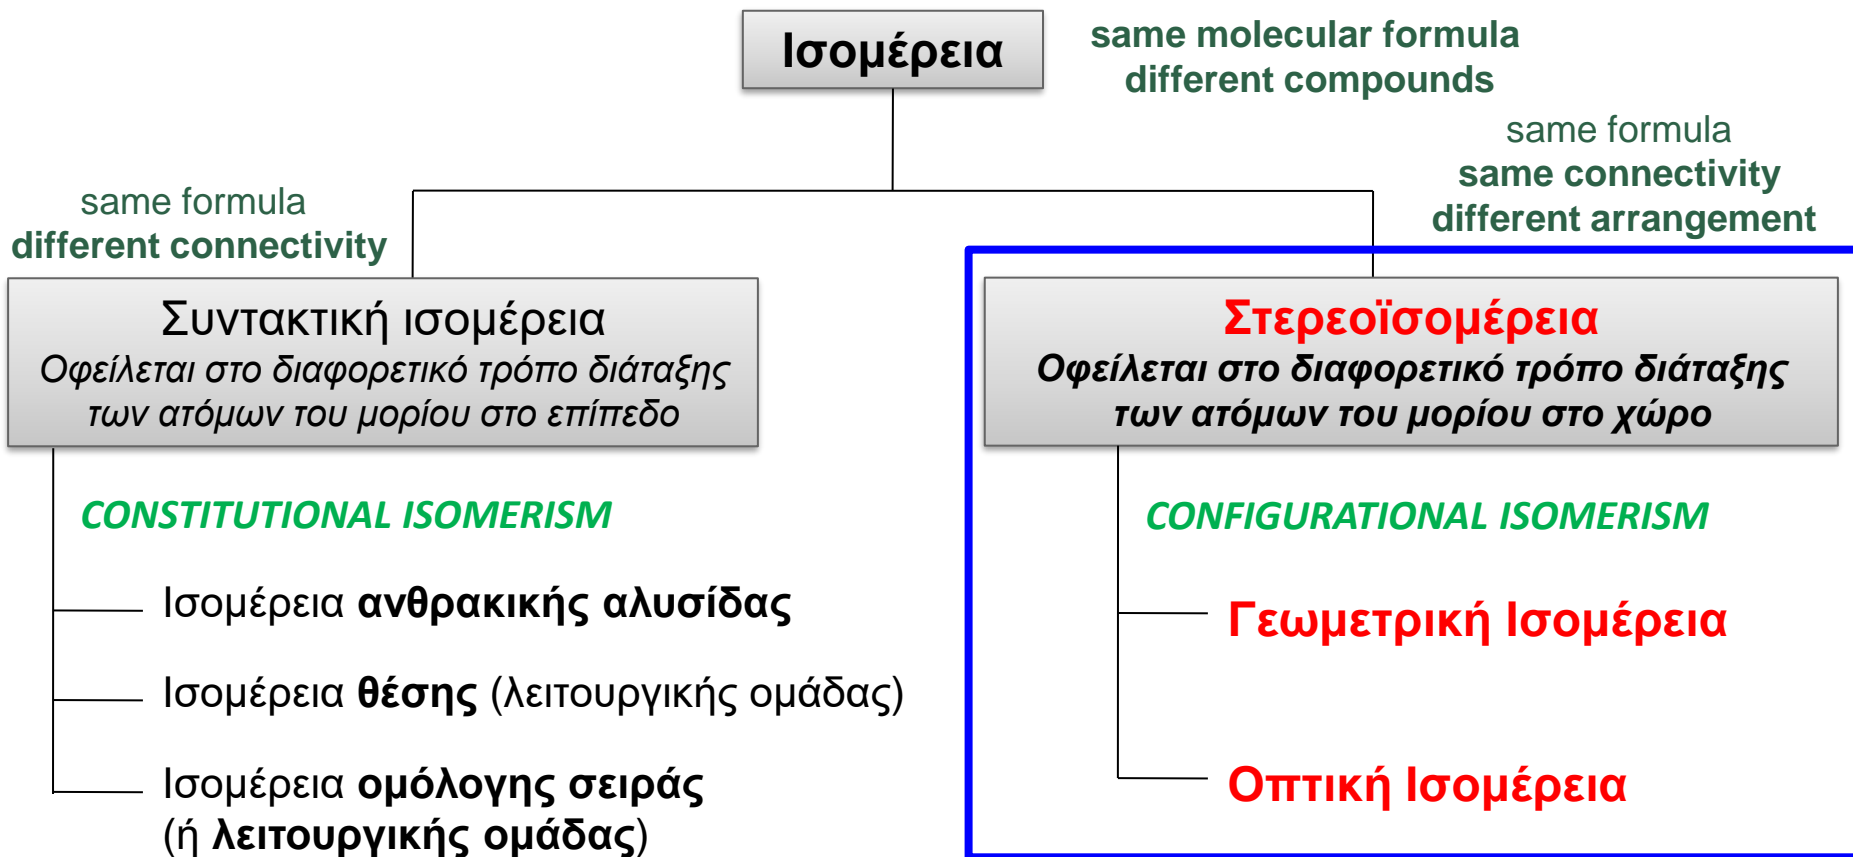 Ισομέρεια
same molecular formula
different compounds
same formula
different connectivity
same formula
same connectivity
different arrangement
Συντακτική ισομέρεια
Οφείλεται στο διαφορετικό τρόπο διάταξης
των ατόμων του μορίου στο επίπεδο
CONSTITUTIONAL ISOMERISM
Ισομέρεια ανθρακικής αλυσίδας
Ισομέρεια θέσης (λειτουργικής ομάδας)
Ισομέρεια ομόλογης σειράς
(ή λειτουργικής ομάδας)
Στερεοϊσομέρεια
Οφείλεται στο διαφορετικό τρόπο διάταξης
των ατόμων του μορίου στο χώρο
CONFIGURATIONAL ISOMERISM
Γεωμετρική Ισομέρεια
Οπτική Ισομέρεια